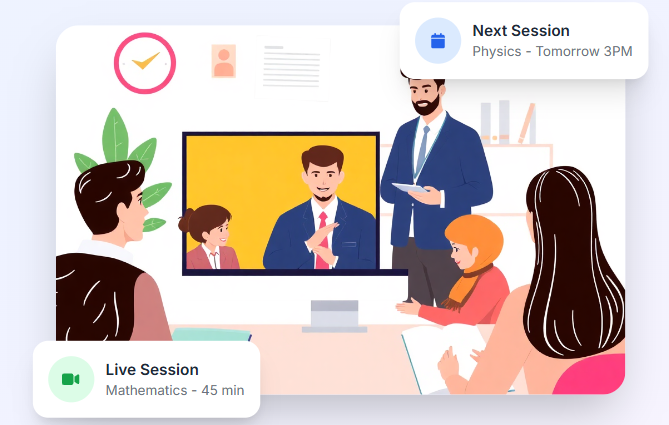 Next Session
Physics - Tomorrow 3PM
Live Session
Mathematics - 45 min